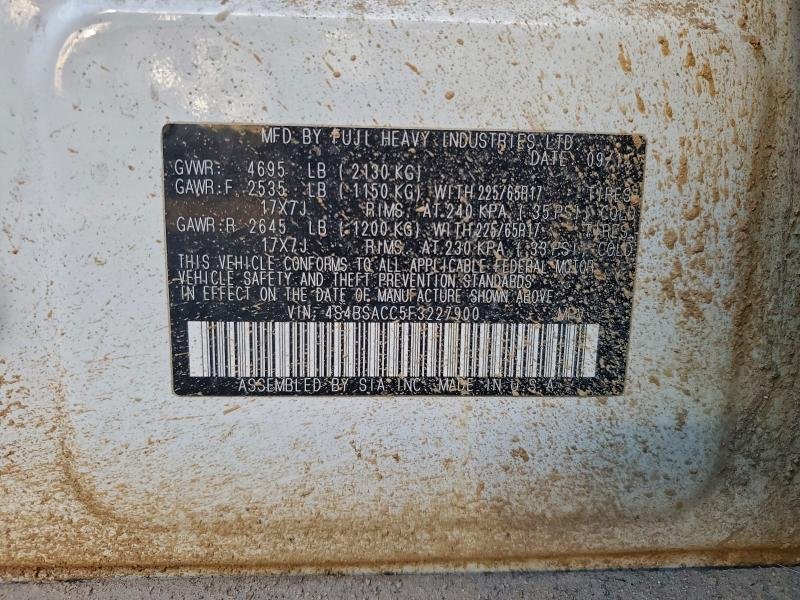 MFD BY FUJI HEAVY INDUSTRIES LTD
DATE 09/
GVWR: 4695 LB (2130 KG)
GAWR:F 2535 LB (1150 KG) WITH 225/65R17 TIRES
17X7J RIMS, AT 240 KPA (35 PSI) COLD
GAWR:R 2645 LB (1200 KG) WITH 225/65R17 TIRES
17X7J RIMS, AT 230 KPA (33 PSI) COLD
THIS VEHICLE CONFORMS TO ALL APPLICABLE FEDERAL MOTOR
VEHICLE SAFETY AND THEFT PREVENTION STANDARDS
IN EFFECT ON THE DATE OF MANUFACTURE SHOWN ABOVE
VIN: 4S4BSACC5F3227900 MPV
ASSEMBLED BY SIA INC. MADE IN U.S.A